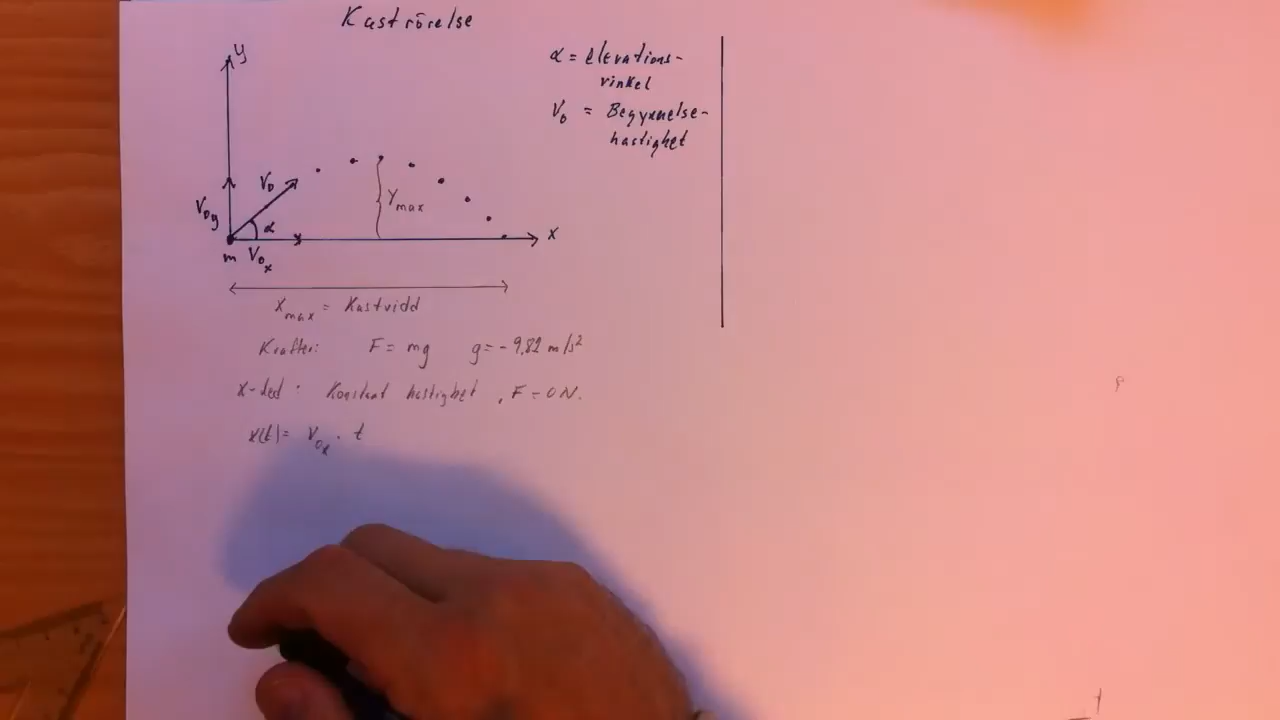 Kaströrelse
y
α = Elevations-
vinkel
V₀ = Begynnelse-
hastighet
V₀
Ymax
V₀y
α
x
m V₀x
Xmax = Kastvidd
Krafter: F = mg g = -9,82 m/s²
x-led: Konstant hastighet, F = 0 N.
x(t) = V₀x · t